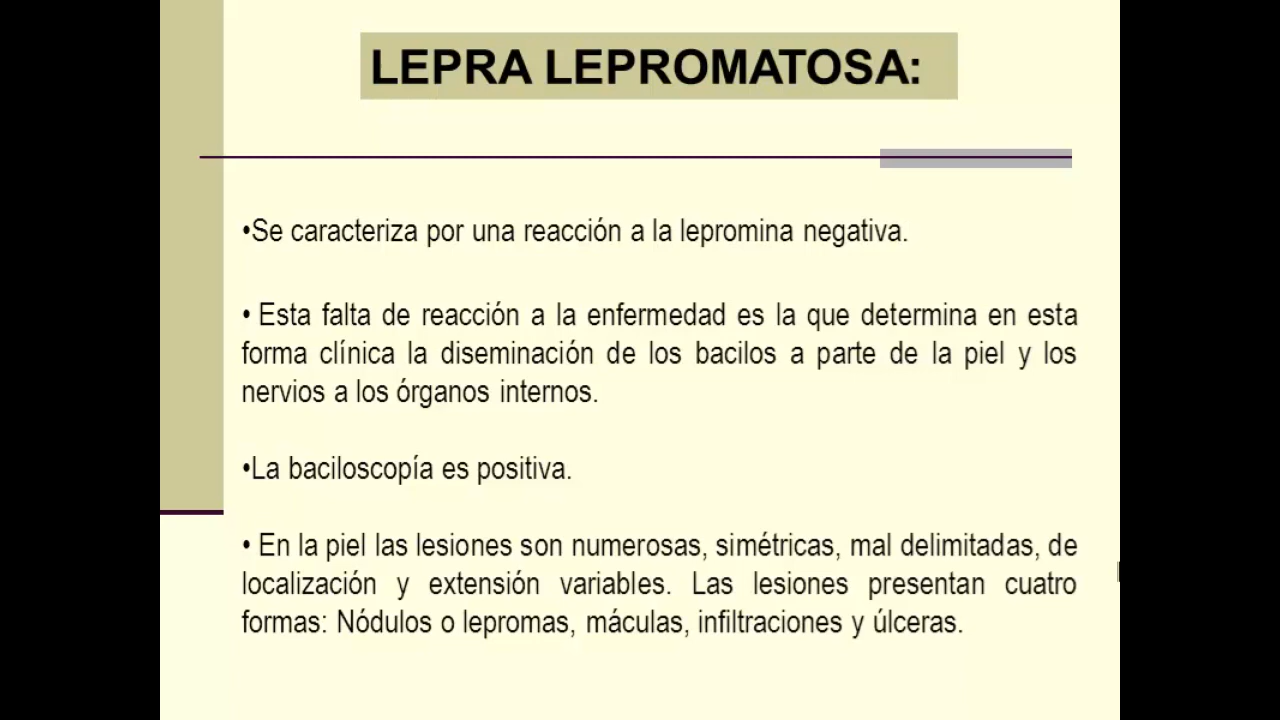 LEPRA LEPROMATOSA:
•Se caracteriza por una reacción a la lepromina negativa.
• Esta falta de reacción a la enfermedad es la que determina en esta
forma clínica la diseminación de los bacilos a parte de la piel y los
nervios a los órganos internos.
•La baciloscopía es positiva.
• En la piel las lesiones son numerosas, simétricas, mal delimitadas, de
localización y extensión variables. Las lesiones presentan cuatro
formas: Nódulos o lepromas, máculas, infiltraciones y úlceras.